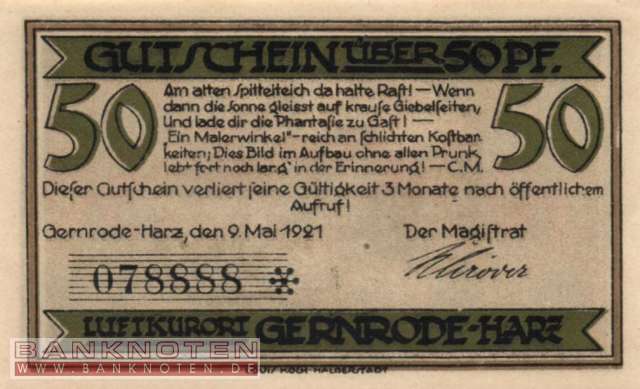 GUTSCHEIN ÜBER 50 PF.
50
Am alten Spittelteich da halte Rast! — Wenn
dann die Sonne gleisst auf krause Giebelseiten,
Und lade dir die Phantasie zu Gast! —
„Ein Malerwinkel" - reich an schlichten Kostbar-
keiten; Dies Bild im Aufbau ohne allen Prunk,
lebt fort noch lang' in der Erinnerung! — C.M.
50
Dieser Gutschein verliert seine Gültigkeit 3 Monate nach öffentlichem
Aufruf!
Gernrode-Harz, den 9. Mai 1921
Der Magistrat
078888 *
LUFTKURORT GERNRODE-HARZ
BANKNOTEN
WWW.BANKNOTEN.DE
KOCH HALBERSTADT